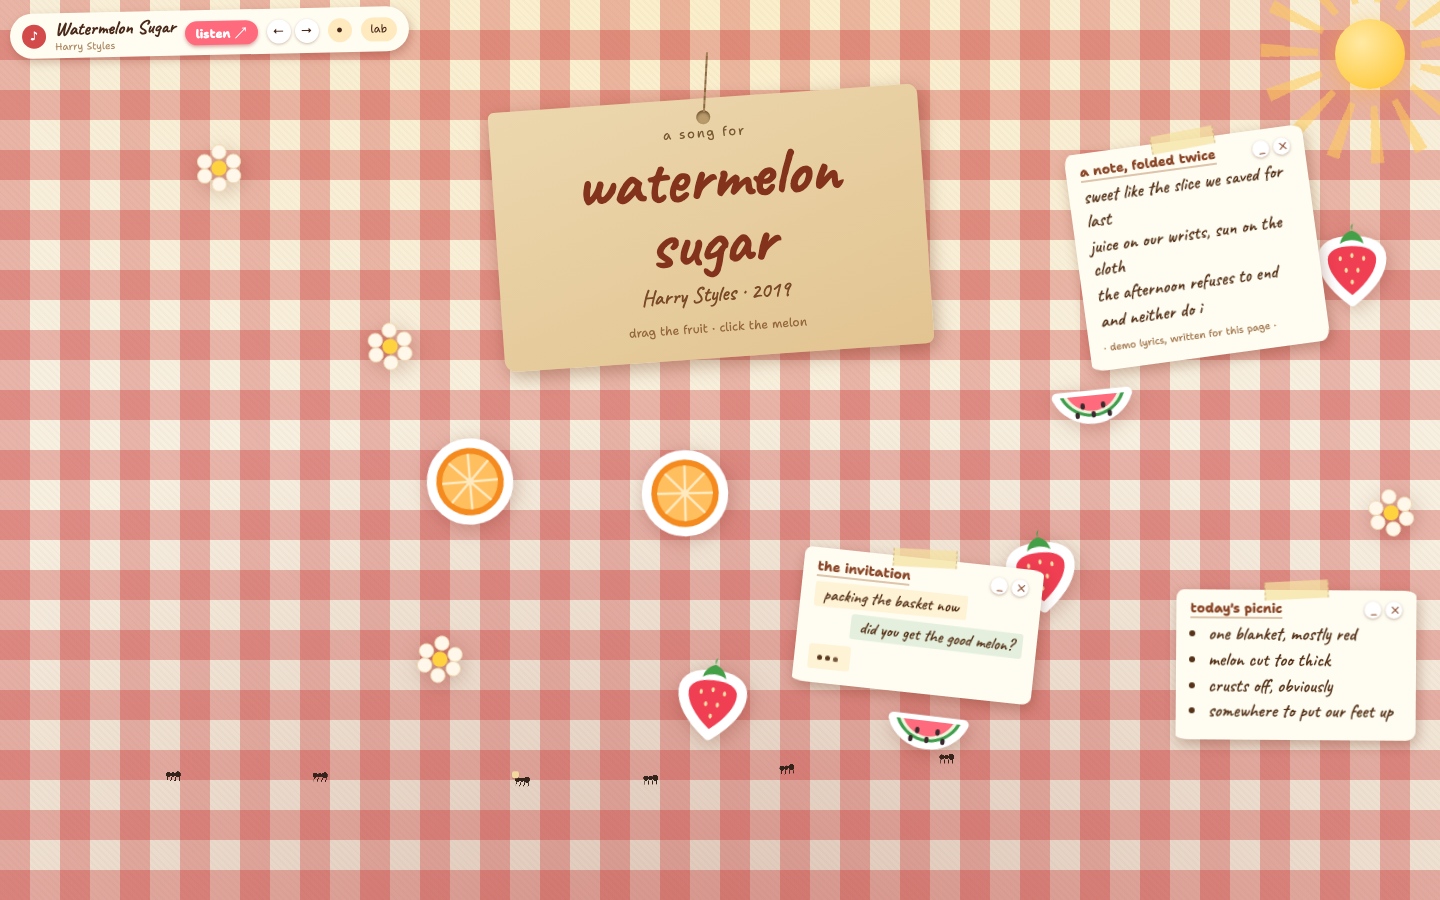 Watermelon Sugar
Harry Styles
listen ↗
← → • lab
a song for
watermelon
sugar
Harry Styles · 2019
drag the fruit · click the melon
a note, folded twice
sweet like the slice we saved for
last
juice on our wrists, sun on the
cloth
the afternoon refuses to end
and neither do i
· demo lyrics, written for this page ·
the invitation
packing the basket now
did you get the good melon?
today's picnic
• one blanket, mostly red
• melon cut too thick
• crusts off, obviously
• somewhere to put our feet up